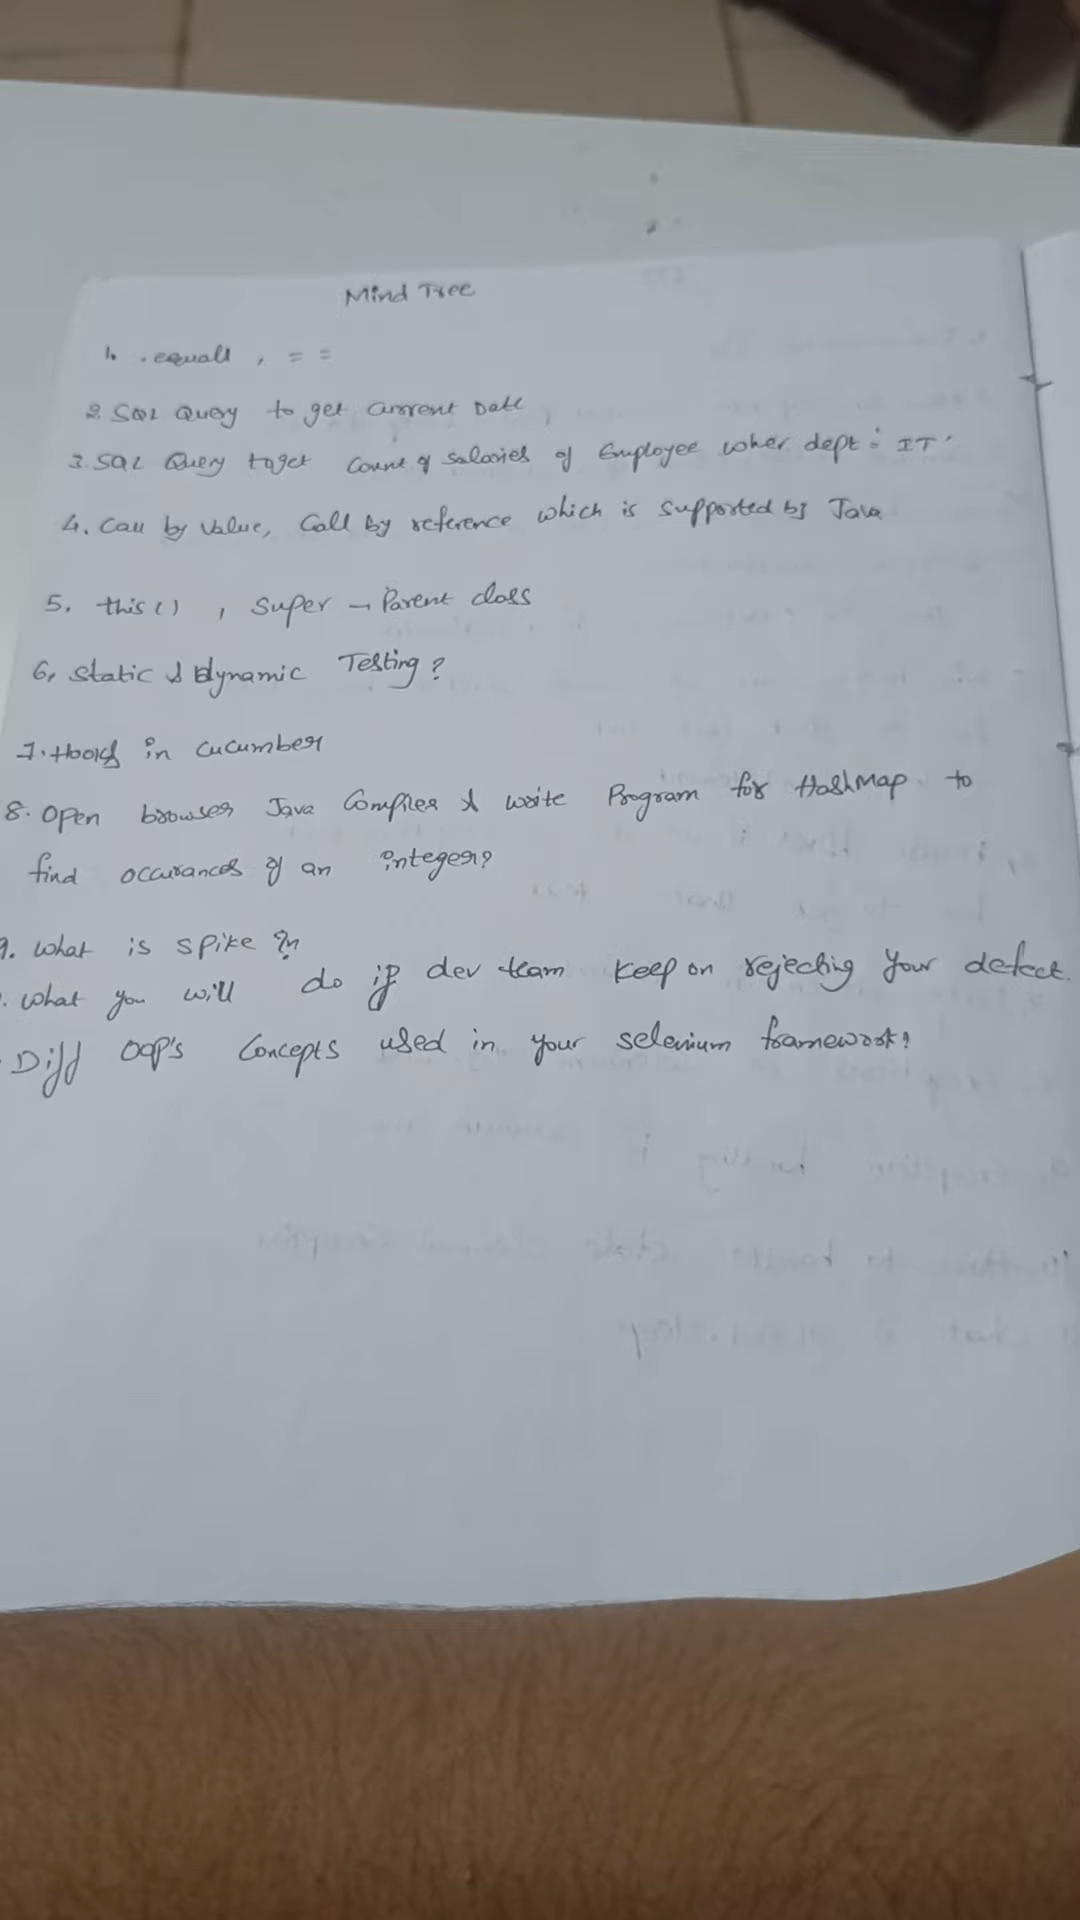 Mind Tree
1. .equall , = =
2. SQL Query to get current Date
3. SQL Query toget Count of Salaries of Employee wher dept = IT'
4. Call by value, Call by reference which is supported by Java
5. this() , super → Parent class
6, static & dynamic Testing?
7. Hooks in cucumber
8. Open browser Java Compiler & write Program for HashMap to
find occurances of an integer?
9. what is spike ?
. what you will do if dev team keep on rejecting your defect.
. Diff OOP's Concepts used in your selenium framework?